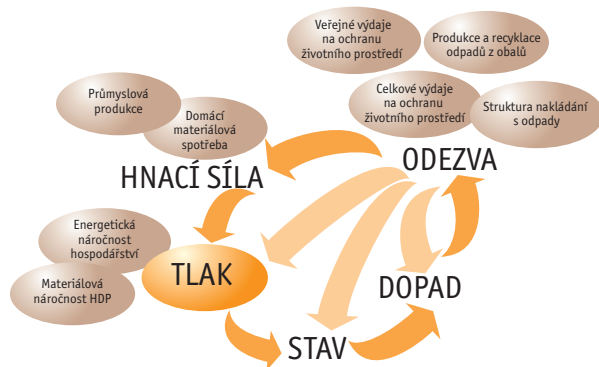 Veřejné výdaje
na ochranu
životního prostředí
Produkce a recyklace
odpadů z obalů
Průmyslová
produkce
Domácí
materiálová
spotřeba
Celkové výdaje
na ochranu
životního prostředí
Struktura nakládání
s odpady
HNACÍ SÍLA
ODEZVA
Energetická
náročnost
hospodářství
Materiálová
náročnost HDP
TLAK
DOPAD
STAV